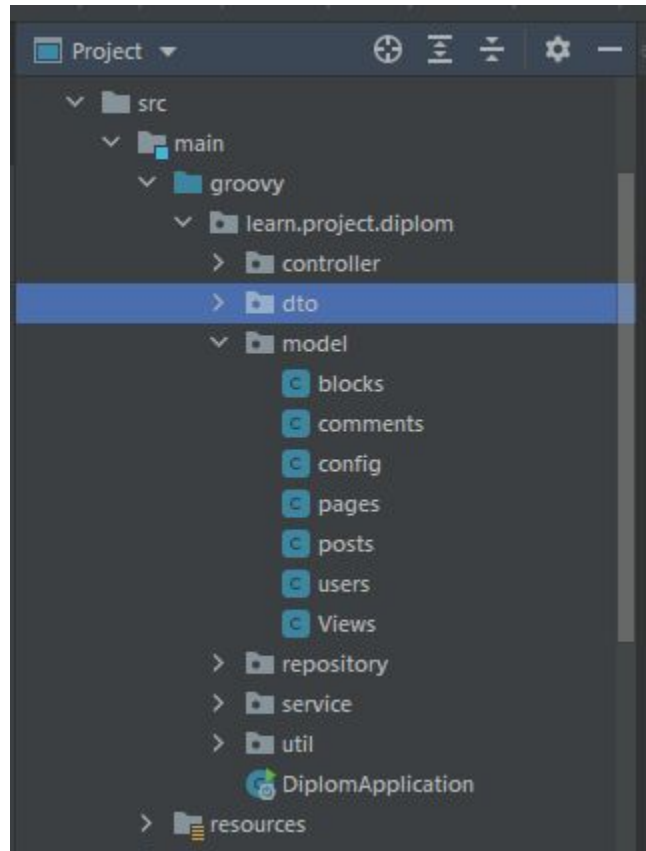 Project
src
main
groovy
learn.project.diplom
controller
dto
model
blocks
comments
config
pages
posts
users
Views
repository
service
util
DiplomApplication
resources